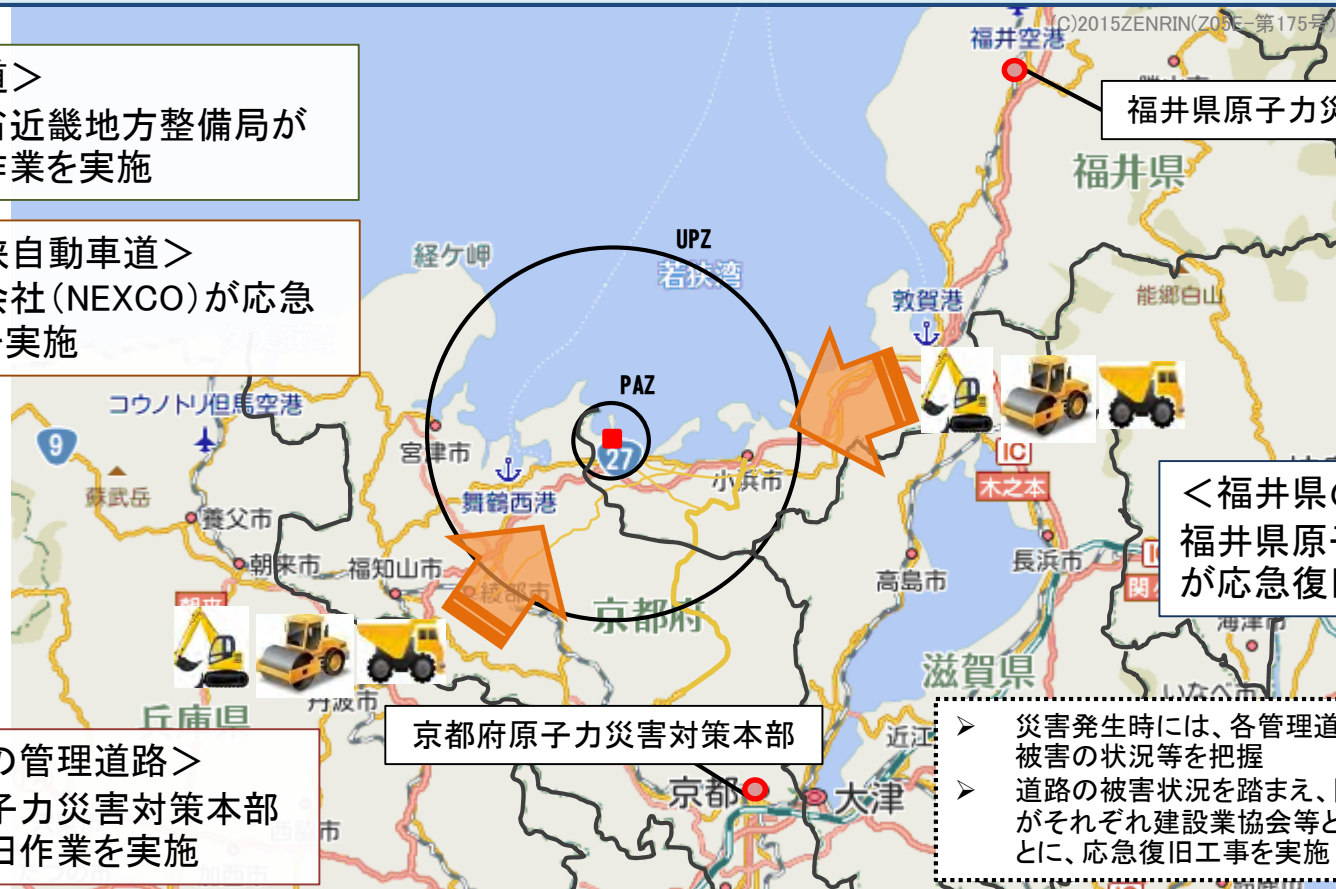 (C)2015ZENRIN(Z05E-第175号)
福井空港
道>
省近畿地方整備局が
作業を実施
福井県原子力災
福井県
自動車道>
会社(NEXCO)が応急
実施
経ケ岬
UPZ
若狭湾
敦賀港
能郷白山
PAZ
コウノトリ但馬空港
9
宮津市
27
小浜市
IC
木之本
舞鶴西港
蘇武岳
養父市
朝来市
福知山市
綾部市
高島市
長浜市
<福井県の
福井県原子
が応急復旧
海津市
朝来
京都府
滋賀県
いなべ市
兵庫県
丹波市
京都府原子力災害対策本部
近江
の管理道路>
子力災害対策本部
旧作業を実施
京都
大津
➢ 災害発生時には、各管理道
被害の状況等を把握
➢ 道路の被害状況を踏まえ、
がそれぞれ建設業協会等と
とに、応急復旧工事を実施
加西市
IC